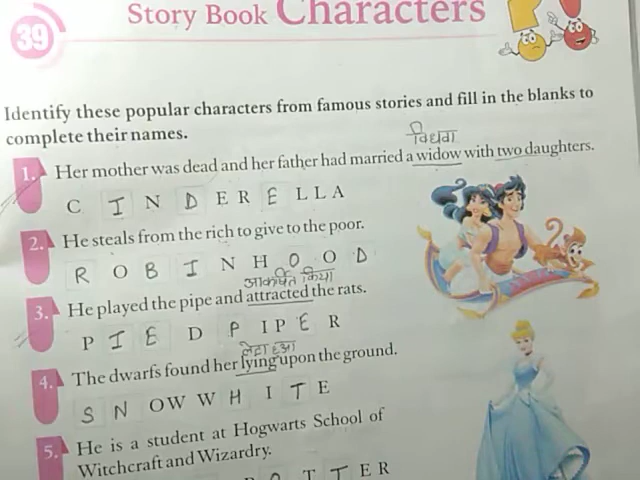 39
Story Book Characters
Identify these popular characters from famous stories and fill in the blanks to
complete their names.
विधवा
1. Her mother was dead and her father had married a widow with two daughters.
C I N D E R E L L A
2. He steals from the rich to give to the poor.
R O B I N H O O D
आकर्षित किया
3. He played the pipe and attracted the rats.
P I E D P I P E R
लेटा हुआ
4. The dwarfs found her lying upon the ground.
S N O W W H I T E
5. He is a student at Hogwarts School of
Witchcraft and Wizardry.
O T T E R